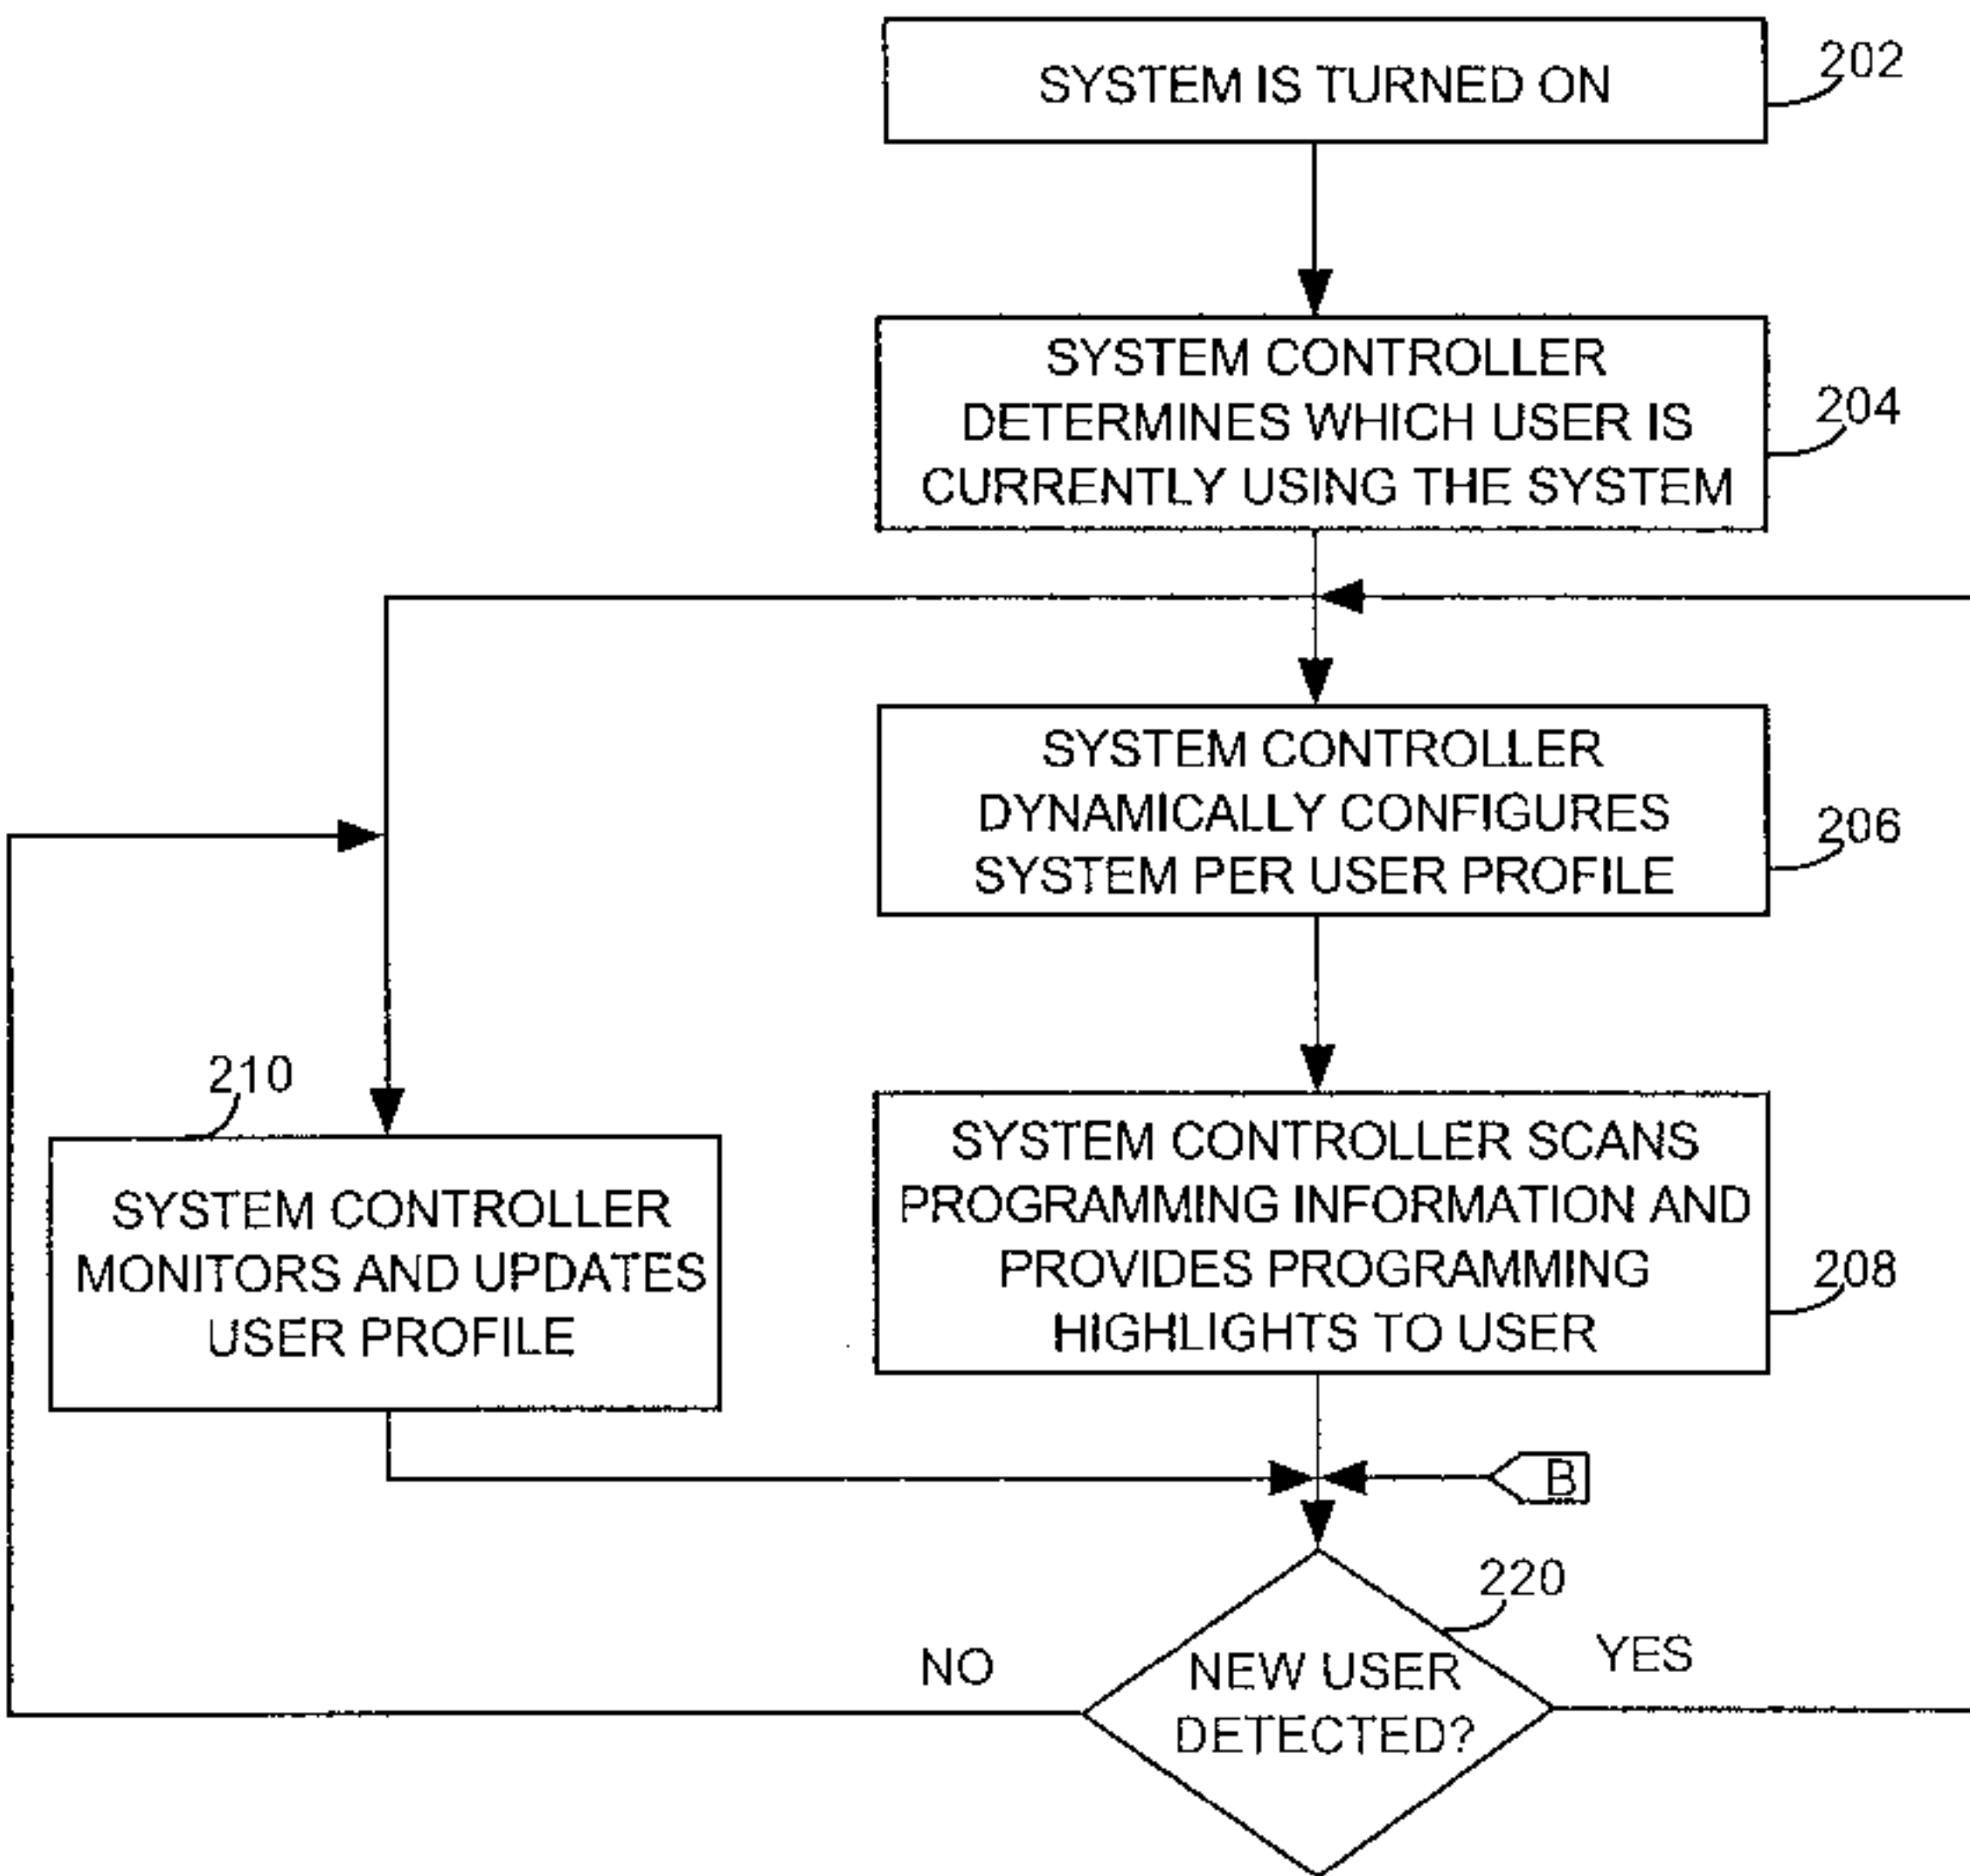 SYSTEM IS TURNED ON
202
SYSTEM CONTROLLER
DETERMINES WHICH USER IS
CURRENTLY USING THE SYSTEM
204
SYSTEM CONTROLLER
DYNAMICALLY CONFIGURES
SYSTEM PER USER PROFILE
206
210
SYSTEM CONTROLLER
MONITORS AND UPDATES
USER PROFILE
SYSTEM CONTROLLER SCANS
PROGRAMMING INFORMATION AND
PROVIDES PROGRAMMING
HIGHLIGHTS TO USER
208
B
220
NO
NEW USER
DETECTED?
YES